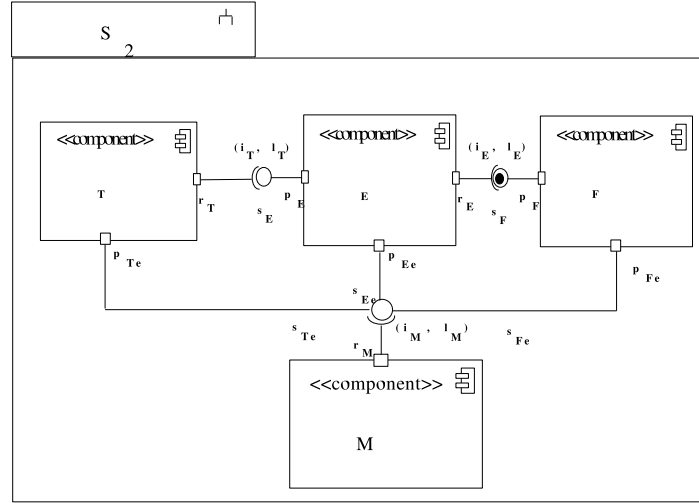 S 2
<<component>>
<<component>>
<<component>>
(i T, l T)
(i E, l E)
T
E
F
r T
s E
p E
r E
s F
p F
p Te
p Ee
p Fe
s Ee
s Te
(i M, l M)
s Fe
r M
<<component>>
M